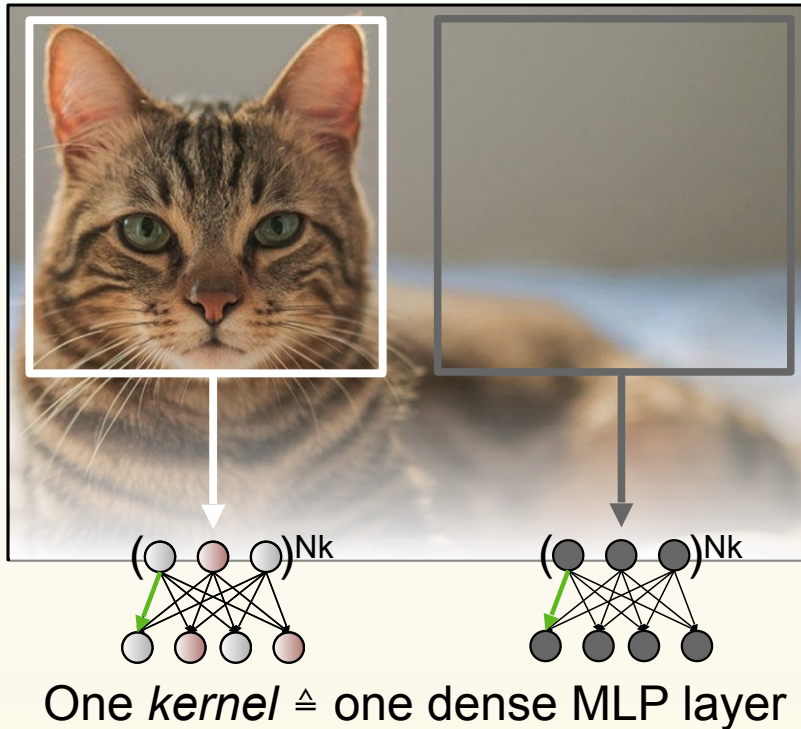 ( )Nk ( )Nk
One kernel ≙ one dense MLP layer